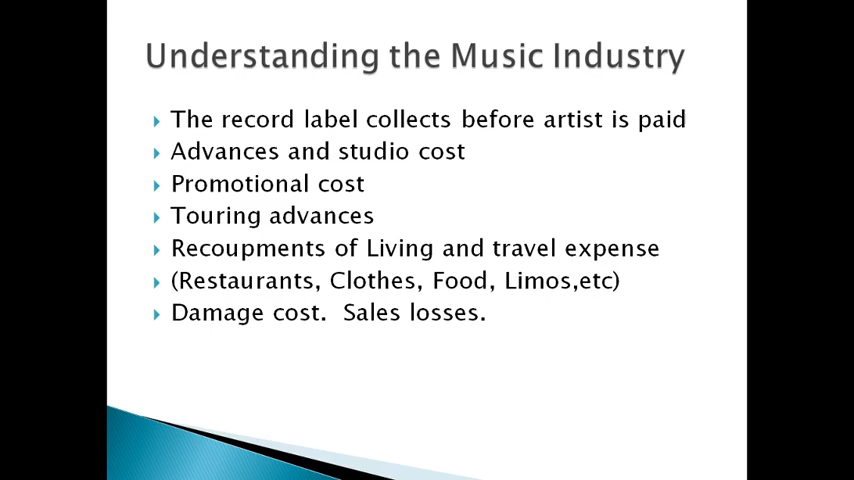 Understanding the Music Industry
The record label collects before artist is paid
Advances and studio cost
Promotional cost
Touring advances
Recoupments of Living and travel expense
(Restaurants, Clothes, Food, Limos,etc)
Damage cost.  Sales losses.